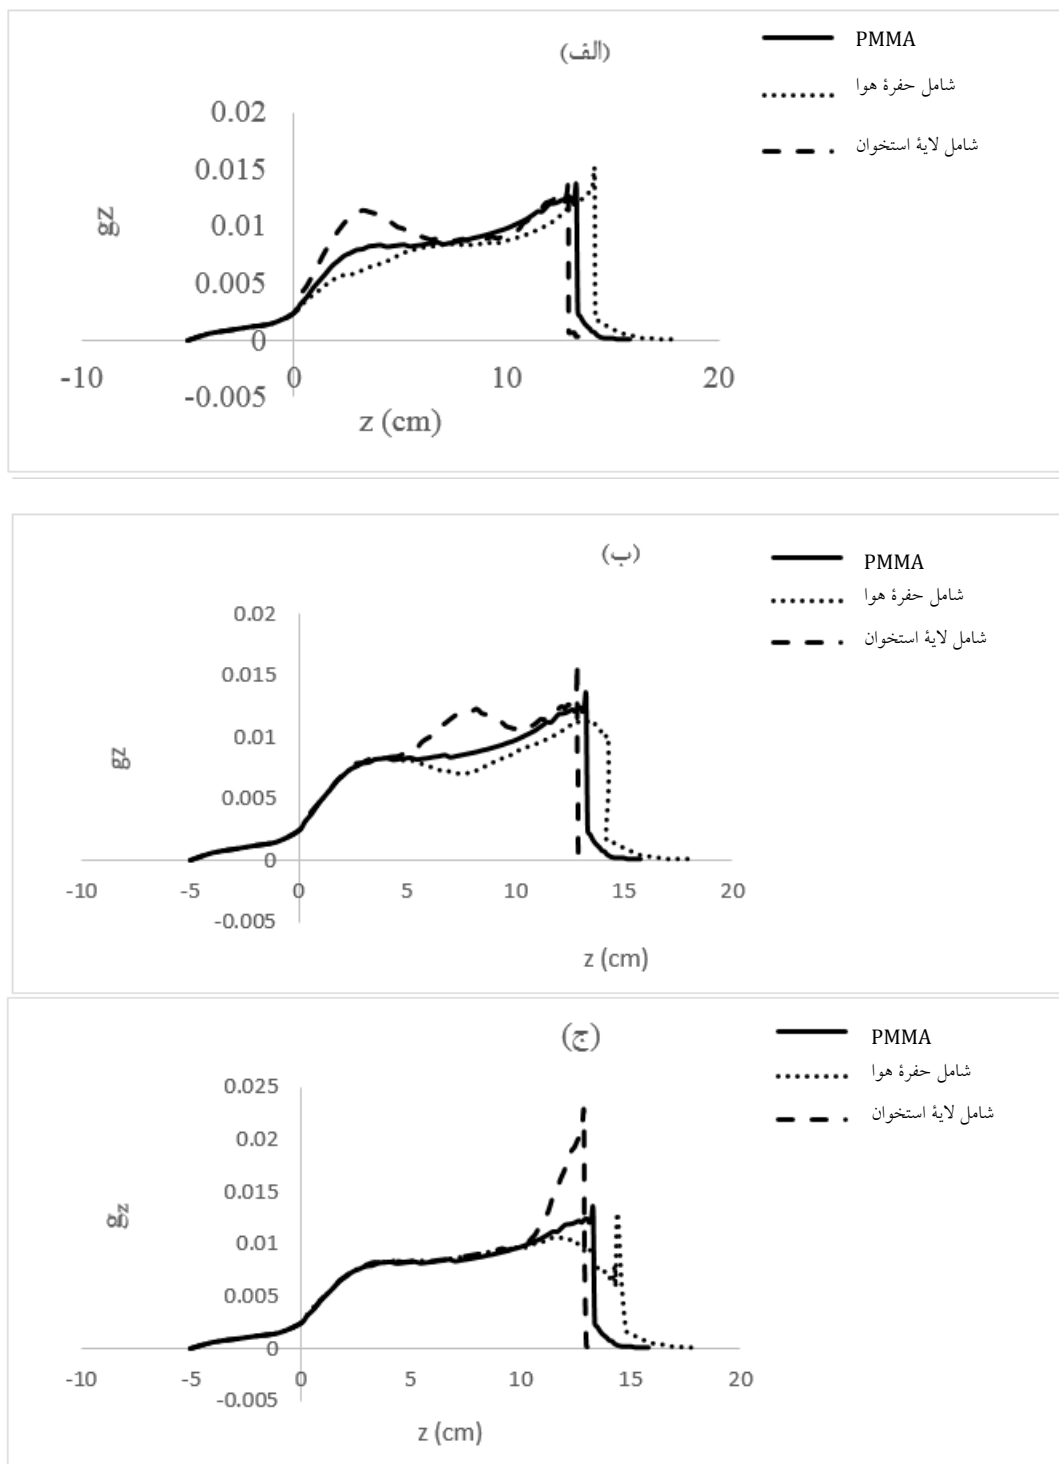 (الف)
PMMA
شامل حفرهٔ هوا
شامل لایهٔ استخوان
0.02
0.015
0.01
0.005
0
-0.005
-10 0 10 20
gz
z (cm)
(ب)
PMMA
شامل حفرهٔ هوا
شامل لایهٔ استخوان
0.02
0.015
0.01
0.005
0
-0.005
-10 -5 0 5 10 15 20
gz
z (cm)
(ج)
PMMA
شامل حفرهٔ هوا
شامل لایهٔ استخوان
0.025
0.02
0.015
0.01
0.005
0
-0.005
-10 -5 0 5 10 15 20
gz
z (cm)